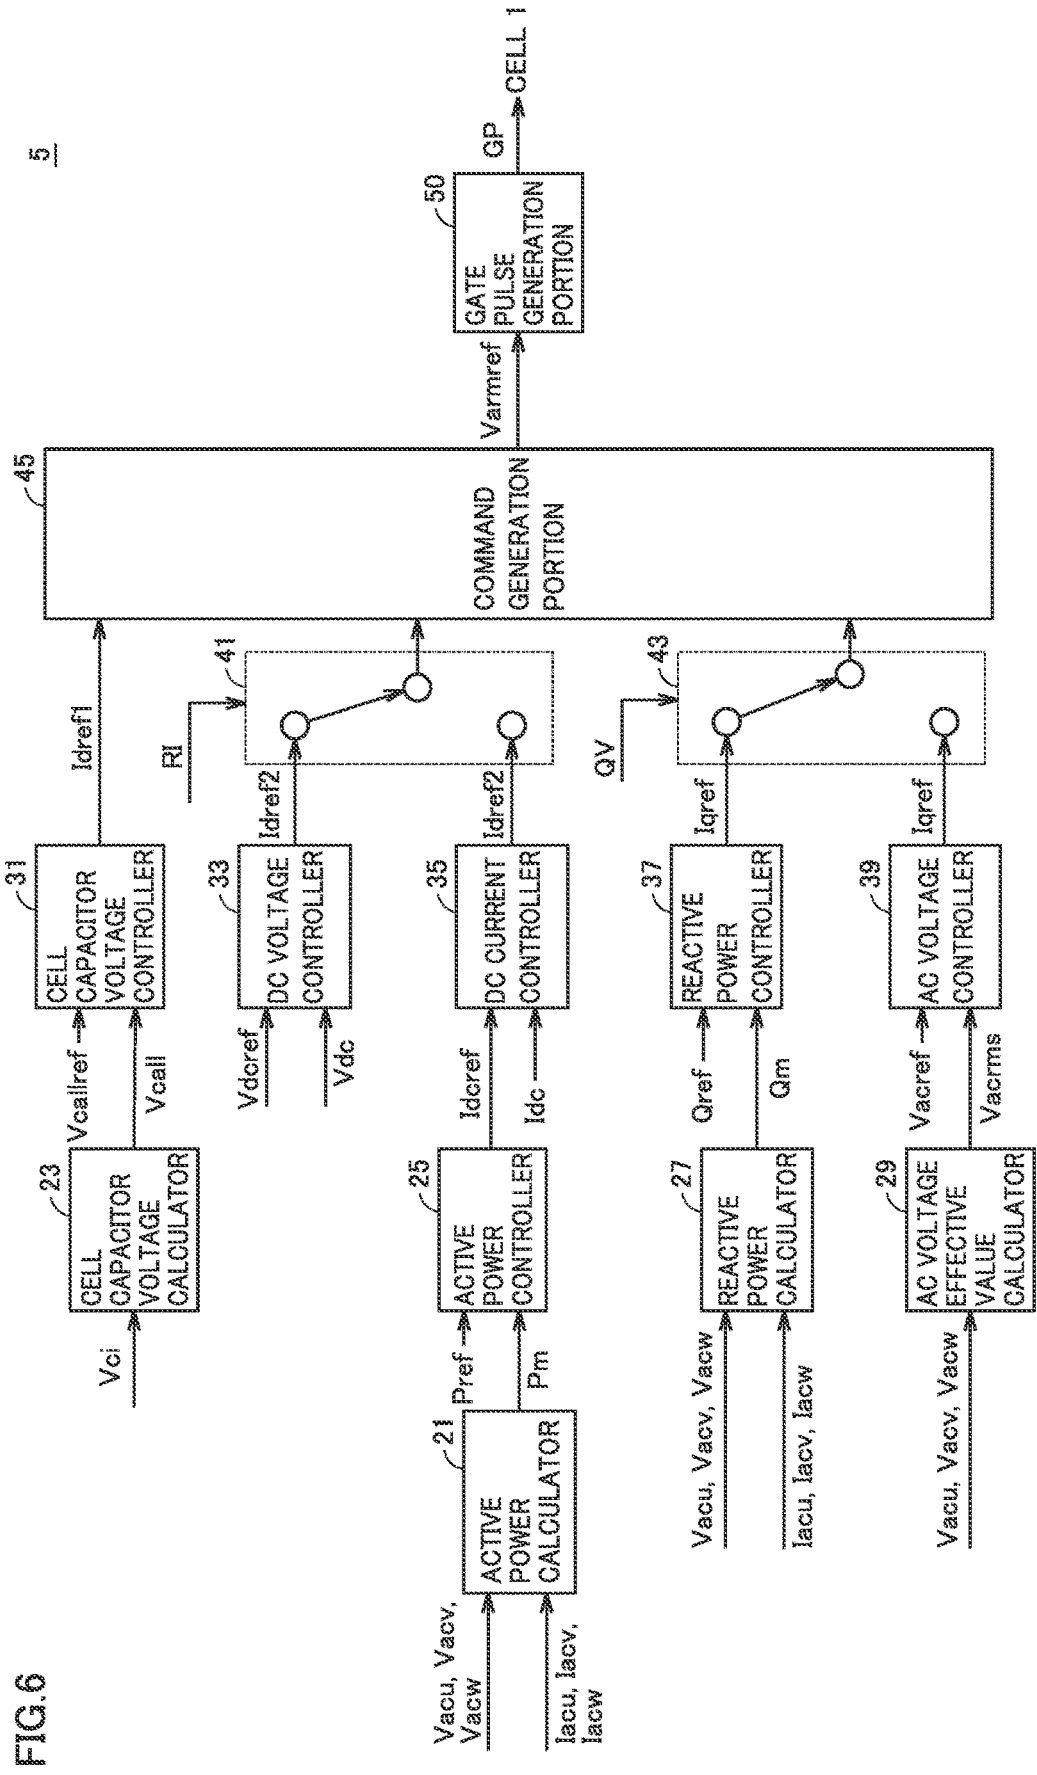 FIG.6
5
Vci
23
CELL
CAPACITOR
VOLTAGE
CALCULATOR
Vcallref
Vcall
31
CELL
CAPACITOR
VOLTAGE
CONTROLLER
Idref1
Vdcref
Vdc
33
DC VOLTAGE
CONTROLLER
Idref2
RI
41
Vacu, Vacv,
Vacw
Iacu, Iacv,
Iacw
21
ACTIVE
POWER
CALCULATOR
Pref
Pm
25
ACTIVE
POWER
CONTROLLER
Idcref
Idc
35
DC CURRENT
CONTROLLER
Idref2
Vacu, Vacv, Vacw
Iacu, Iacv, Iacw
27
REACTIVE
POWER
CALCULATOR
Qref
Qm
37
REACTIVE
POWER
CONTROLLER
Iqref
QV
43
Vacu, Vacv, Vacw
29
AC VOLTAGE
EFFECTIVE
VALUE
CALCULATOR
Vacref
Vacrms
39
AC VOLTAGE
CONTROLLER
Iqref
45
COMMAND
GENERATION
PORTION
Varmref
50
GATE
PULSE
GENERATION
PORTION
GP
CELL 1